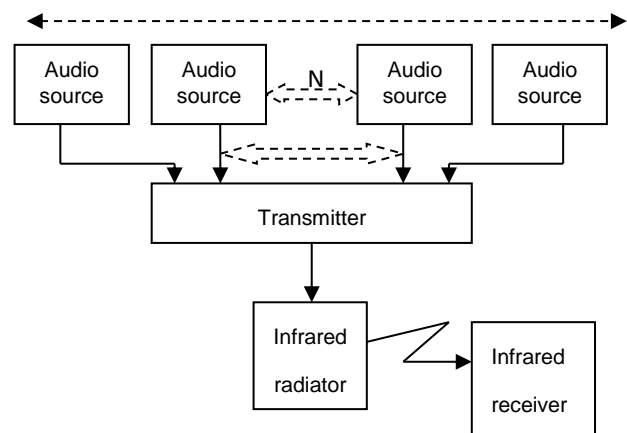 Audio
source
Audio
source
N
Audio
source
Audio
source
Transmitter
Infrared
radiator
Infrared
receiver